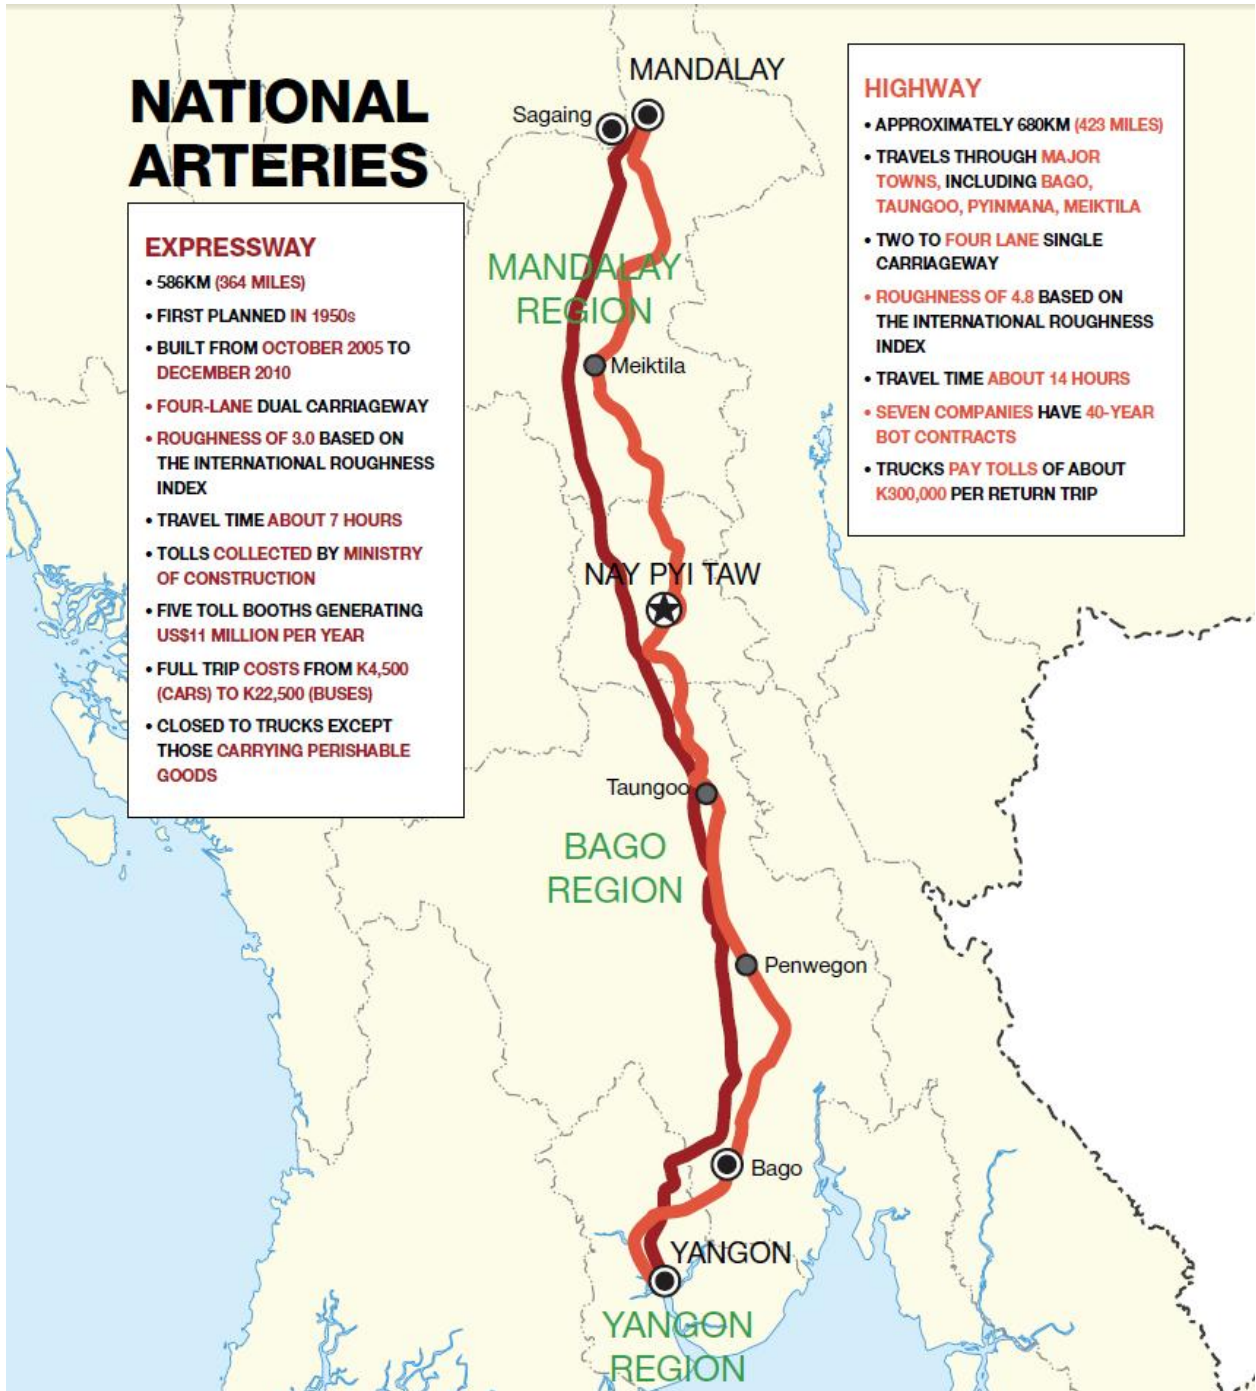 NATIONAL
ARTERIES
EXPRESSWAY
• 586KM (364 MILES)
• FIRST PLANNED IN 1950s
• BUILT FROM OCTOBER 2005 TO
DECEMBER 2010
• FOUR-LANE DUAL CARRIAGEWAY
• ROUGHNESS OF 3.0 BASED ON
THE INTERNATIONAL ROUGHNESS
INDEX
• TRAVEL TIME ABOUT 7 HOURS
• TOLLS COLLECTED BY MINISTRY
OF CONSTRUCTION
• FIVE TOLL BOOTHS GENERATING
US$11 MILLION PER YEAR
• FULL TRIP COSTS FROM K4,500
(CARS) TO K22,500 (BUSES)
• CLOSED TO TRUCKS EXCEPT
THOSE CARRYING PERISHABLE
GOODS
HIGHWAY
• APPROXIMATELY 680KM (423 MILES)
• TRAVELS THROUGH MAJOR
TOWNS, INCLUDING BAGO,
TAUNGOO, PYINMANA, MEIKTILA
• TWO TO FOUR LANE SINGLE
CARRIAGEWAY
• ROUGHNESS OF 4.8 BASED ON
THE INTERNATIONAL ROUGHNESS
INDEX
• TRAVEL TIME ABOUT 14 HOURS
• SEVEN COMPANIES HAVE 40-YEAR
BOT CONTRACTS
• TRUCKS PAY TOLLS OF ABOUT
K300,000 PER RETURN TRIP
MANDALAY
Sagaing
MANDALAY
REGION
Meiktila
NAY PYI TAW
Taungoo
BAGO
REGION
Penwegon
Bago
YANGON
YANGON
REGION